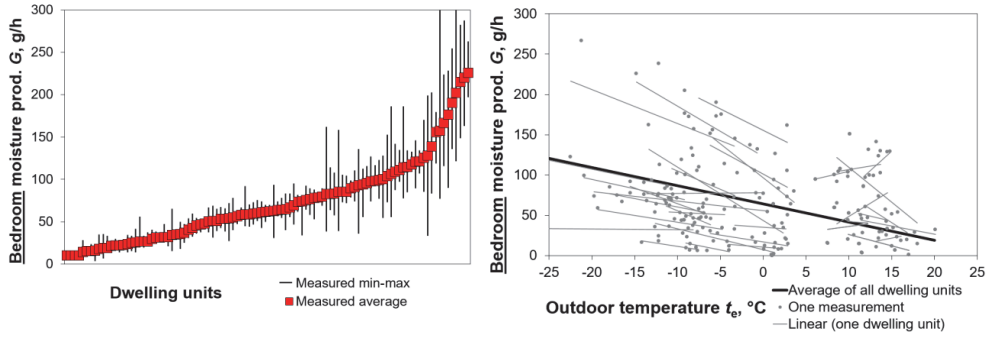 Bedroom moisture prod. G, g/h
300
250
200
150
100
50
0
Dwelling units
Measured min-max
Measured average
Bedroom moisture prod. G, g/h
300
250
200
150
100
50
0
-25 -20 -15 -10 -5 0 5 10 15 20 25
Outdoor temperature te, °C
Average of all dwelling units
One measurement
Linear (one dwelling unit)